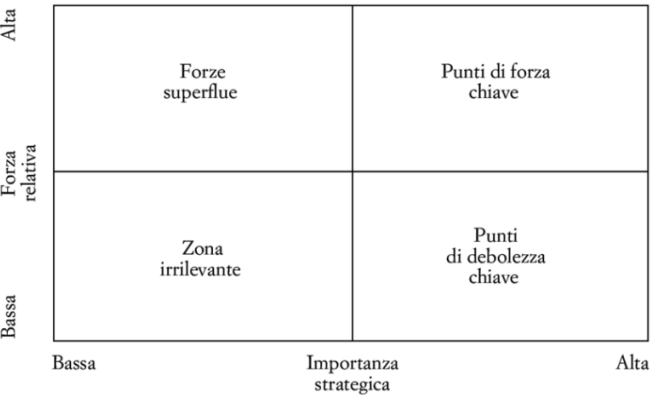 Alta
Forze
superflue
Punti di forza
chiave
Forza
relativa
Zona
irrilevante
Punti
di debolezza
chiave
Bassa
Bassa
Importanza
strategica
Alta